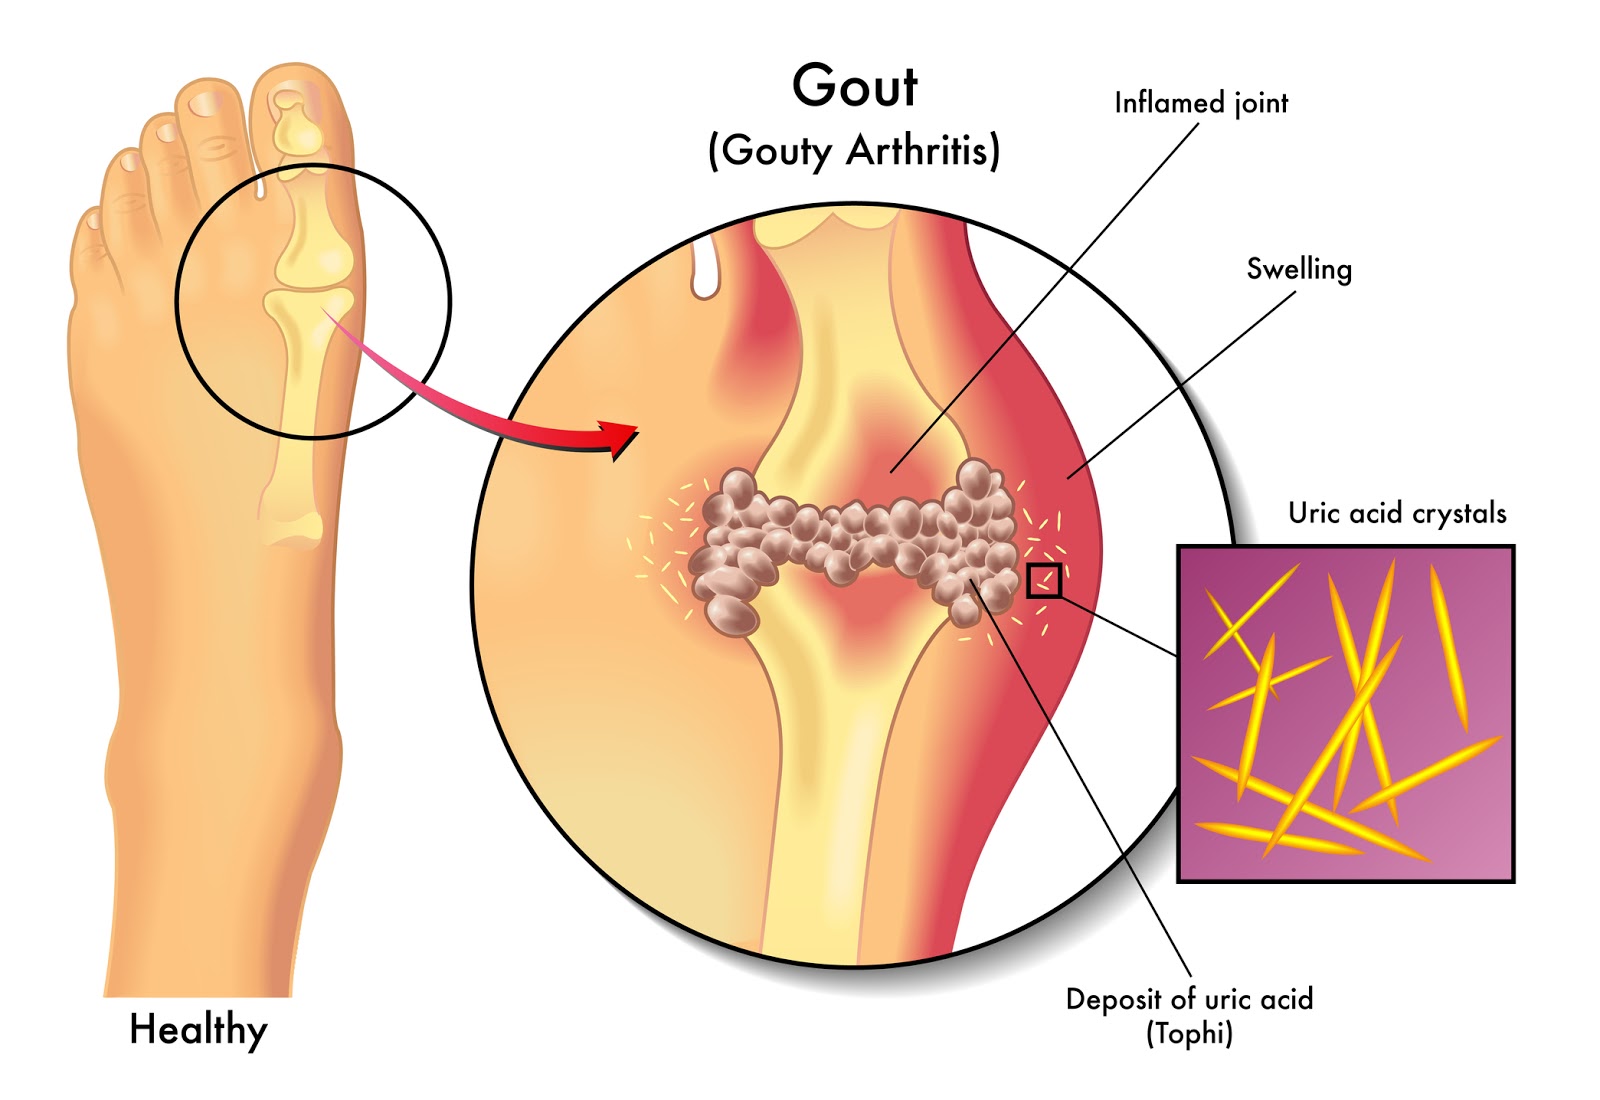 Gout
(Gouty Arthritis)
Inflamed joint
Swelling
Uric acid crystals
Deposit of uric acid
(Tophi)
Healthy